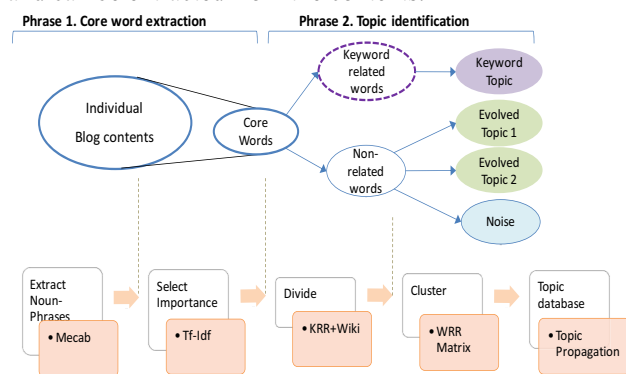 Phrase 1. Core word extraction
Phrase 2. Topic identification
Individual
Blog contents
Core
Words
Keyword
related
words
Keyword
Topic
Non-
related
words
Evolved
Topic 1
Evolved
Topic 2
Noise
Extract
Noun-
Phrases
• Mecab
Select
Importance
• Tf-Idf
Divide
• KRR+Wiki
Cluster
• WRR
Matrix
Topic
database
• Topic
Propagation